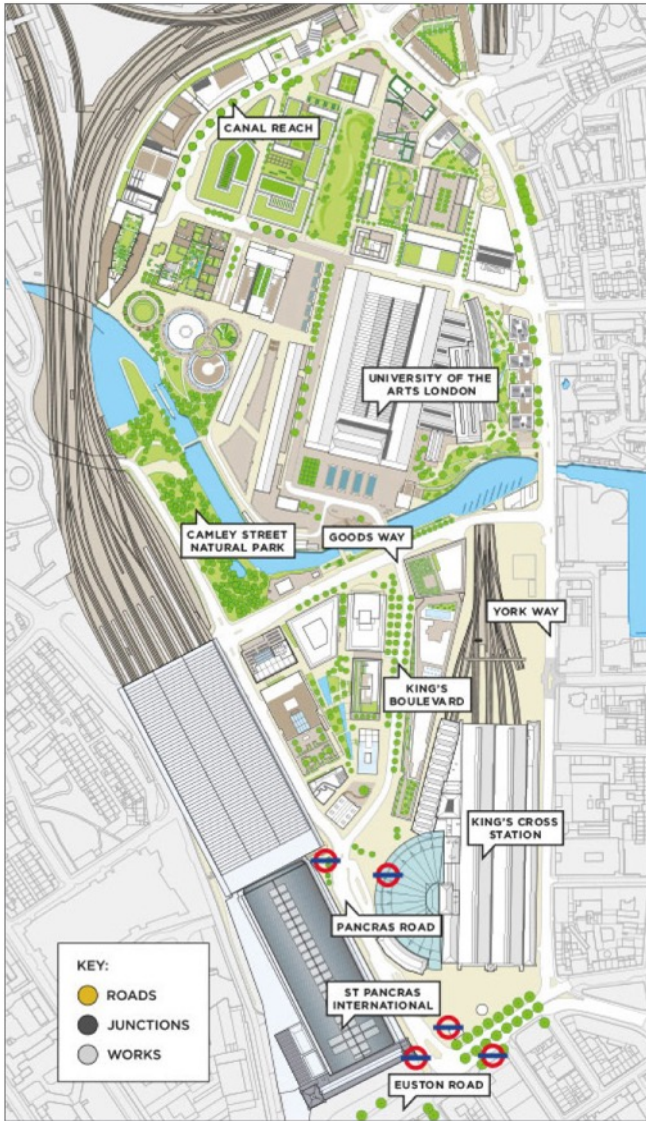 CANAL REACH
UNIVERSITY OF THE
ARTS LONDON
CAMLEY STREET
NATURAL PARK
GOODS WAY
YORK WAY
KING'S
BOULEVARD
KING'S CROSS
STATION
PANCRAS ROAD
ST PANCRAS
INTERNATIONAL
EUSTON ROAD
KEY:
ROADS
JUNCTIONS
WORKS